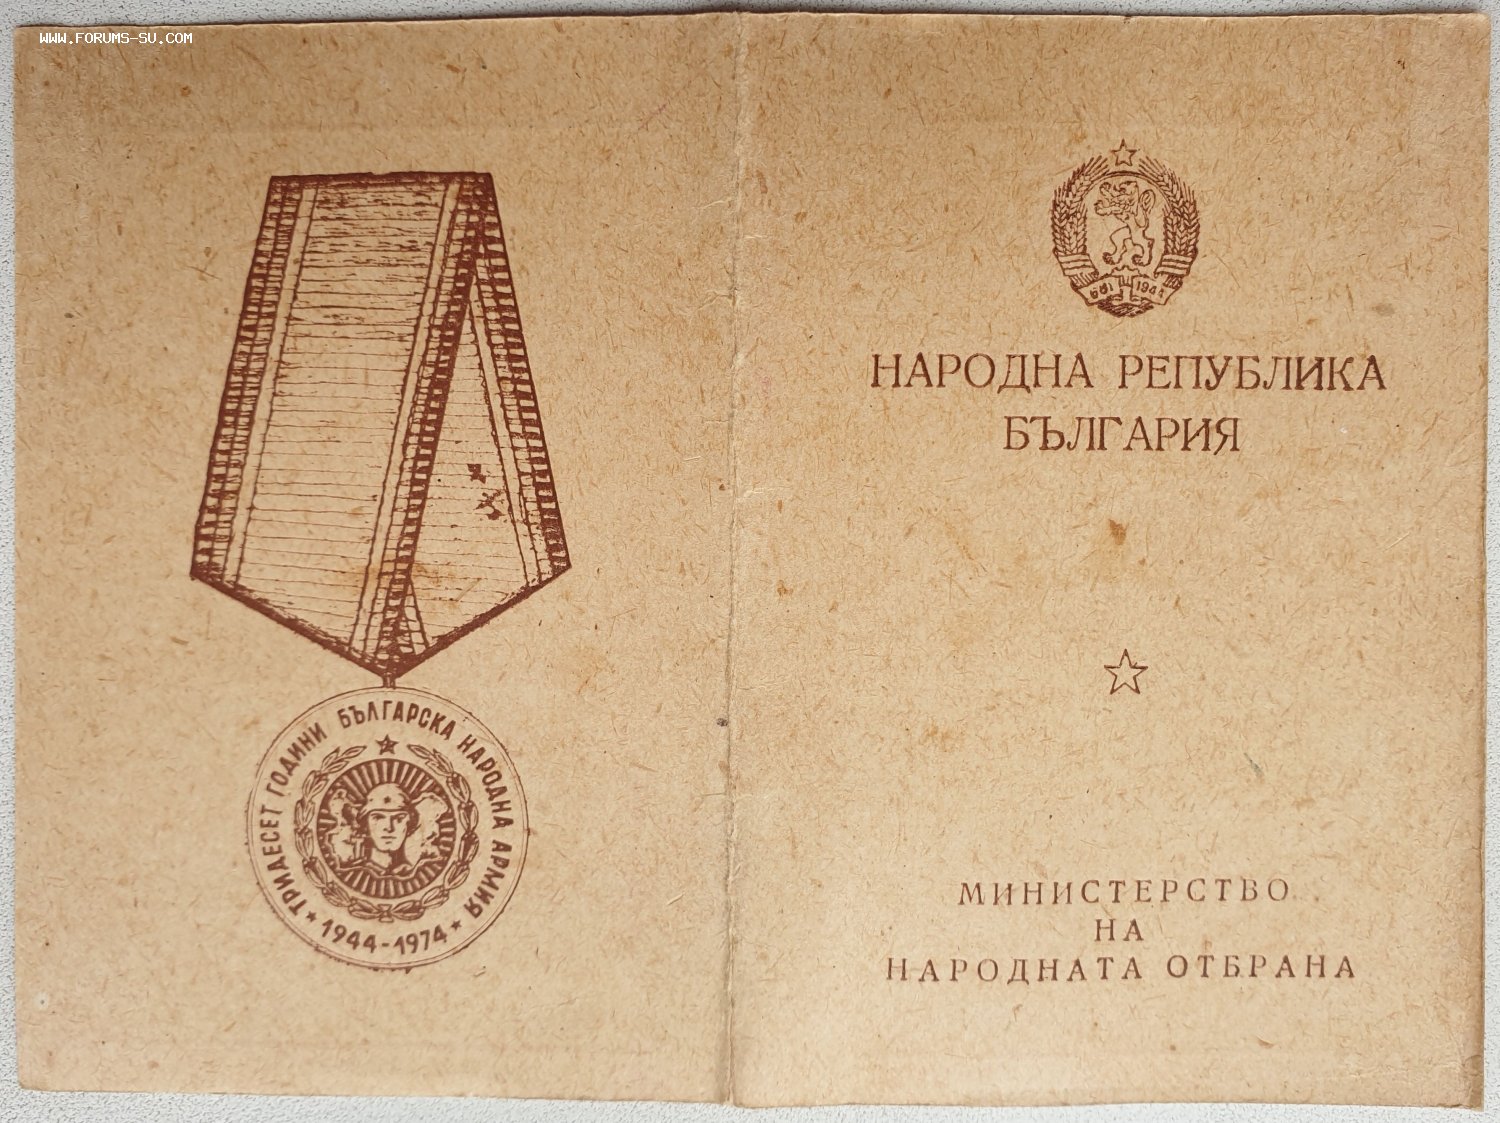 WWW.FORUMS-SU.COM
ТРИДЕСЕТ ГОДИНИ БЪЛГАРСКА НАРОДНА АРМИЯ
★ 1944-1974 ★
681 1944
НАРОДНА РЕПУБЛИКА
БЪЛГАРИЯ
МИНИСТЕРСТВО
НА
НАРОДНАТА ОТБРАНА